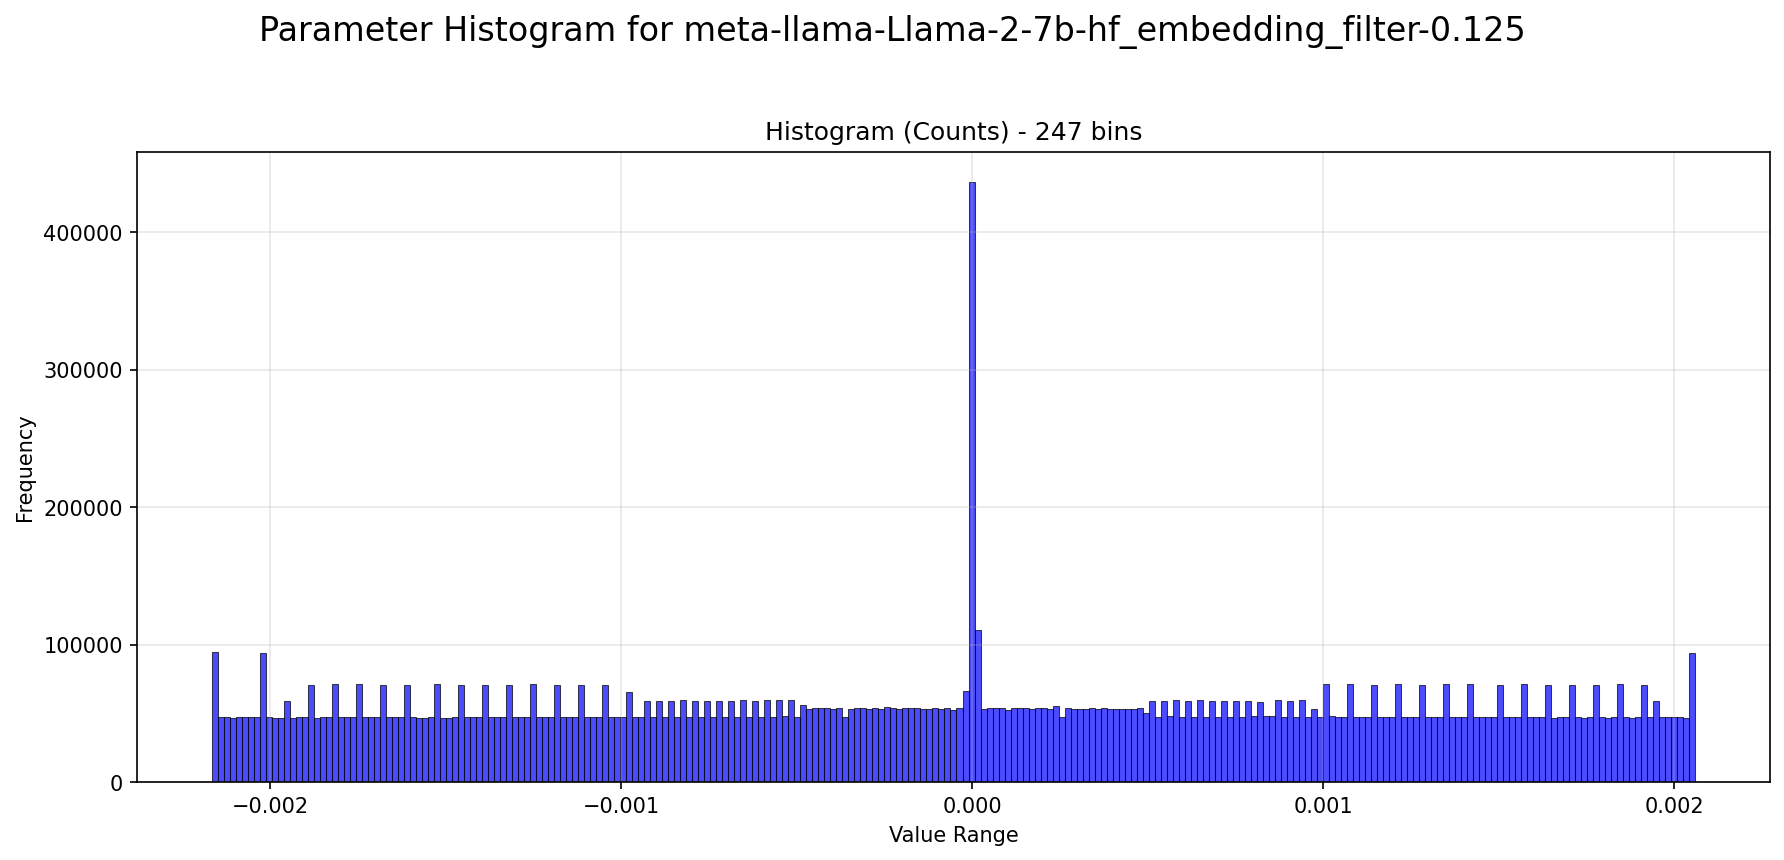 Parameter Histogram for meta-llama-Llama-2-7b-hf_embedding_filter-0.125
Histogram (Counts) - 247 bins
Frequency
400000
300000
200000
100000
0
−0.002
−0.001
0.000
0.001
0.002
Value Range